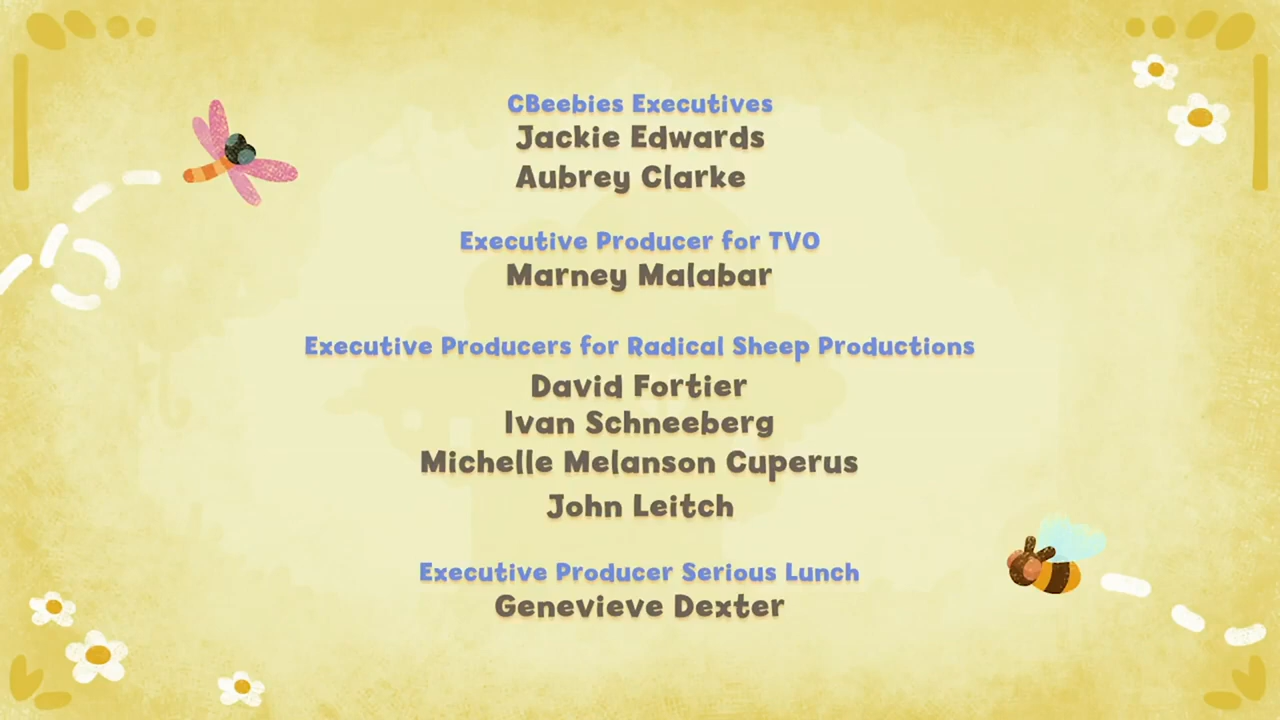 CBeebies Executives
Jackie Edwards
Aubrey Clarke
Executive Producer for TVO
Marney Malabar
Executive Producers for Radical Sheep Productions
David Fortier
Ivan Schneeberg
Michelle Melanson Cuperus
John Leitch
Executive Producer Serious Lunch
Genevieve Dexter